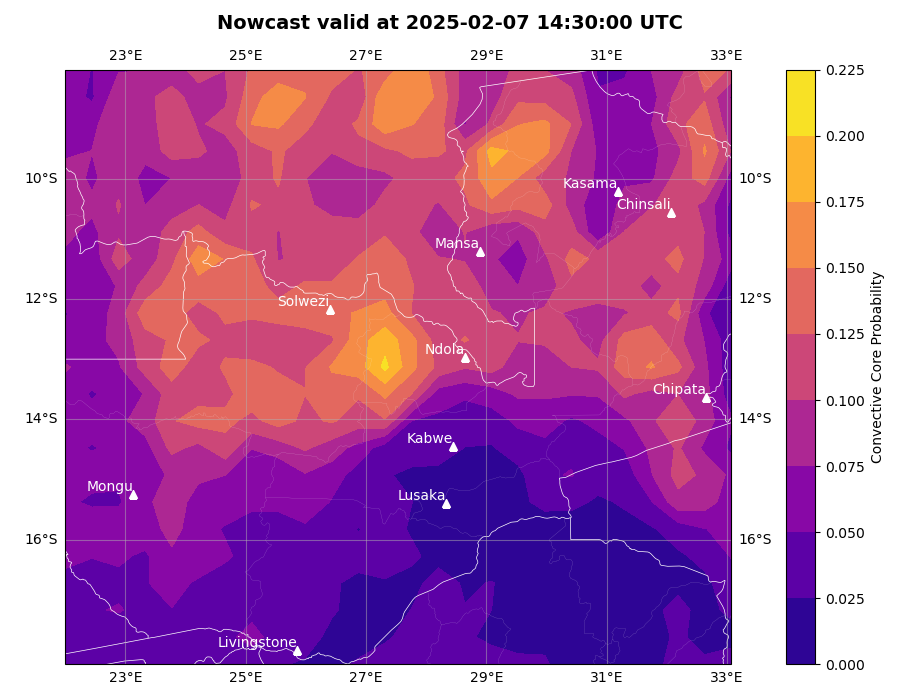 Nowcast valid at 2025-02-07 14:30:00 UTC
23°E 25°E 27°E 29°E 31°E 33°E
0.225
0.200
0.175
10°S Kasama 10°S
Chinsali
0.150
Mansa
12°S Solwezi 12°S
0.125
Ndola
Convective Core Probability
0.100
Chipata
14°S 14°S
Kabwe
0.075
Mongu
Lusaka
0.050
16°S 16°S
0.025
Livingstone
0.000
23°E 25°E 27°E 29°E 31°E 33°E